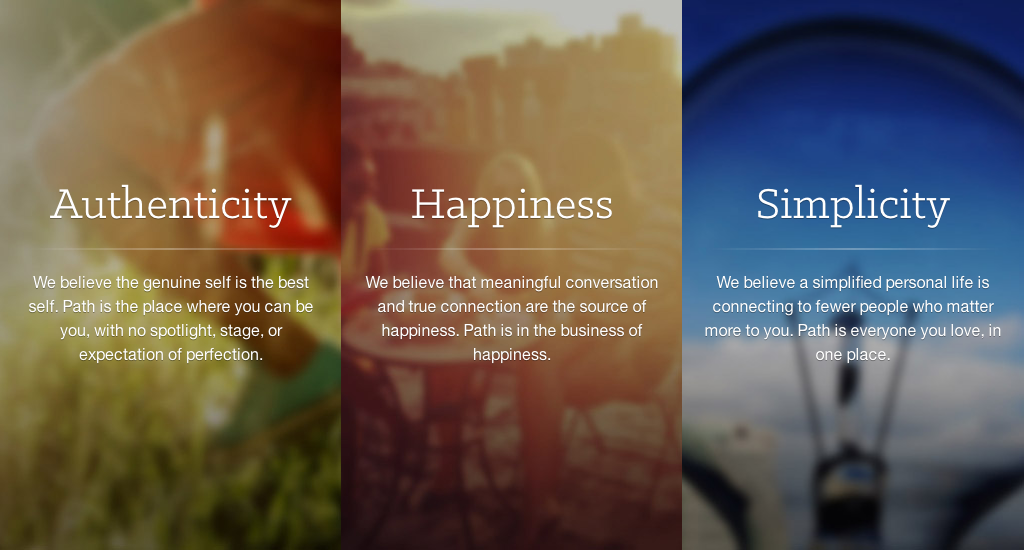 Authenticity
We believe the genuine self is the best
self. Path is the place where you can be
you, with no spotlight, stage, or
expectation of perfection.
Happiness
We believe that meaningful conversation
and true connection are the source of
happiness. Path is in the business of
happiness.
Simplicity
We believe a simplified personal life is
connecting to fewer people who matter
more to you. Path is everyone you love, in
one place.